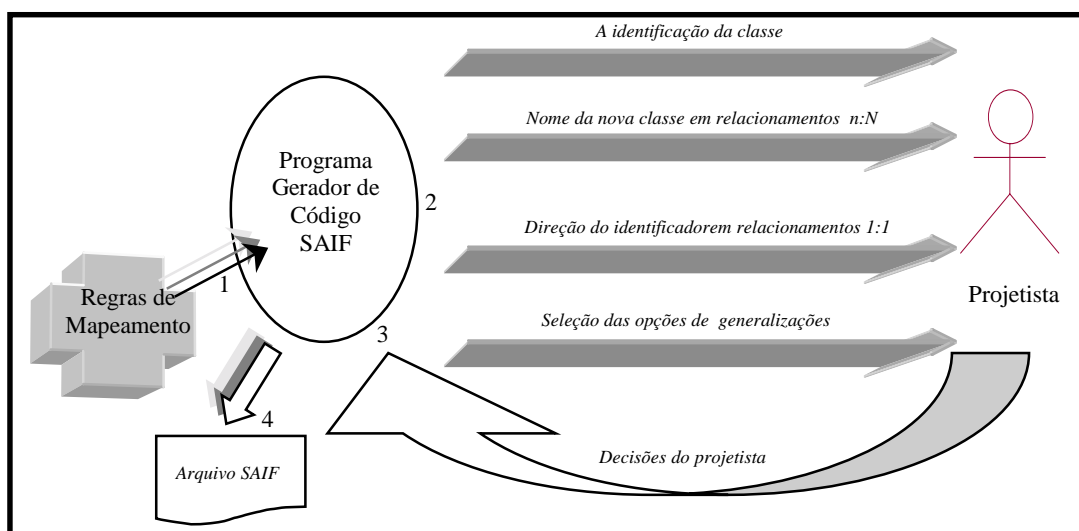 A identificação da classe
Nome da nova classe em relacionamentos  n:N
Programa
Gerador de
Código
SAIF
2
Direção do identificadorem relacionamentos 1:1
1
Regras de
Mapeamento
Projetista
Seleção das opções de  generalizações
3
4
Arquivo SAIF
Decisões do projetista